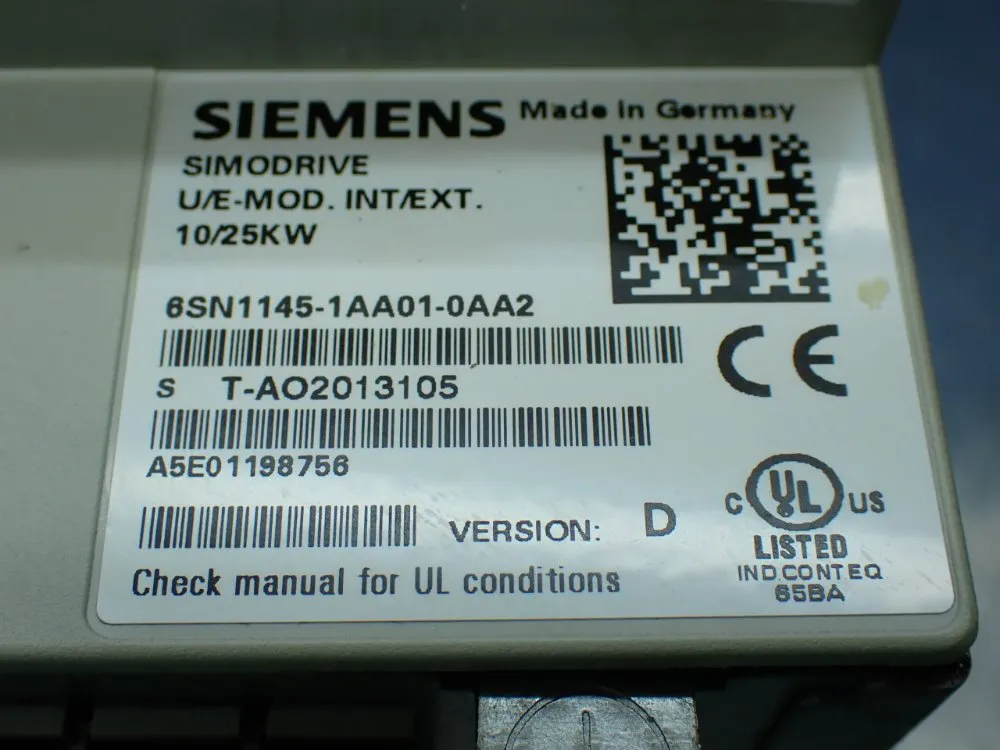 SIEMENS Made in Germany
SIMODRIVE
U/E-MOD. INT/EXT.
10/25KW
6SN1145-1AA01-0AA2
S T-AO2013105
A5E01198756
VERSION: D
C UL US
LISTED
IND.CONT.EQ
65BA
Check manual for UL conditions
CE